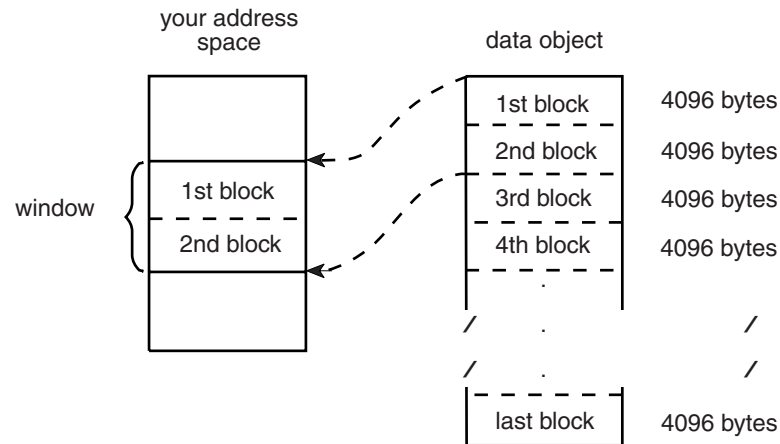 your address
space
data object
1st block
4096 bytes
2nd block
4096 bytes
3rd block
4096 bytes
4th block
4096 bytes
.
/ . /
/ . /
last block
4096 bytes
window
1st block
2nd block